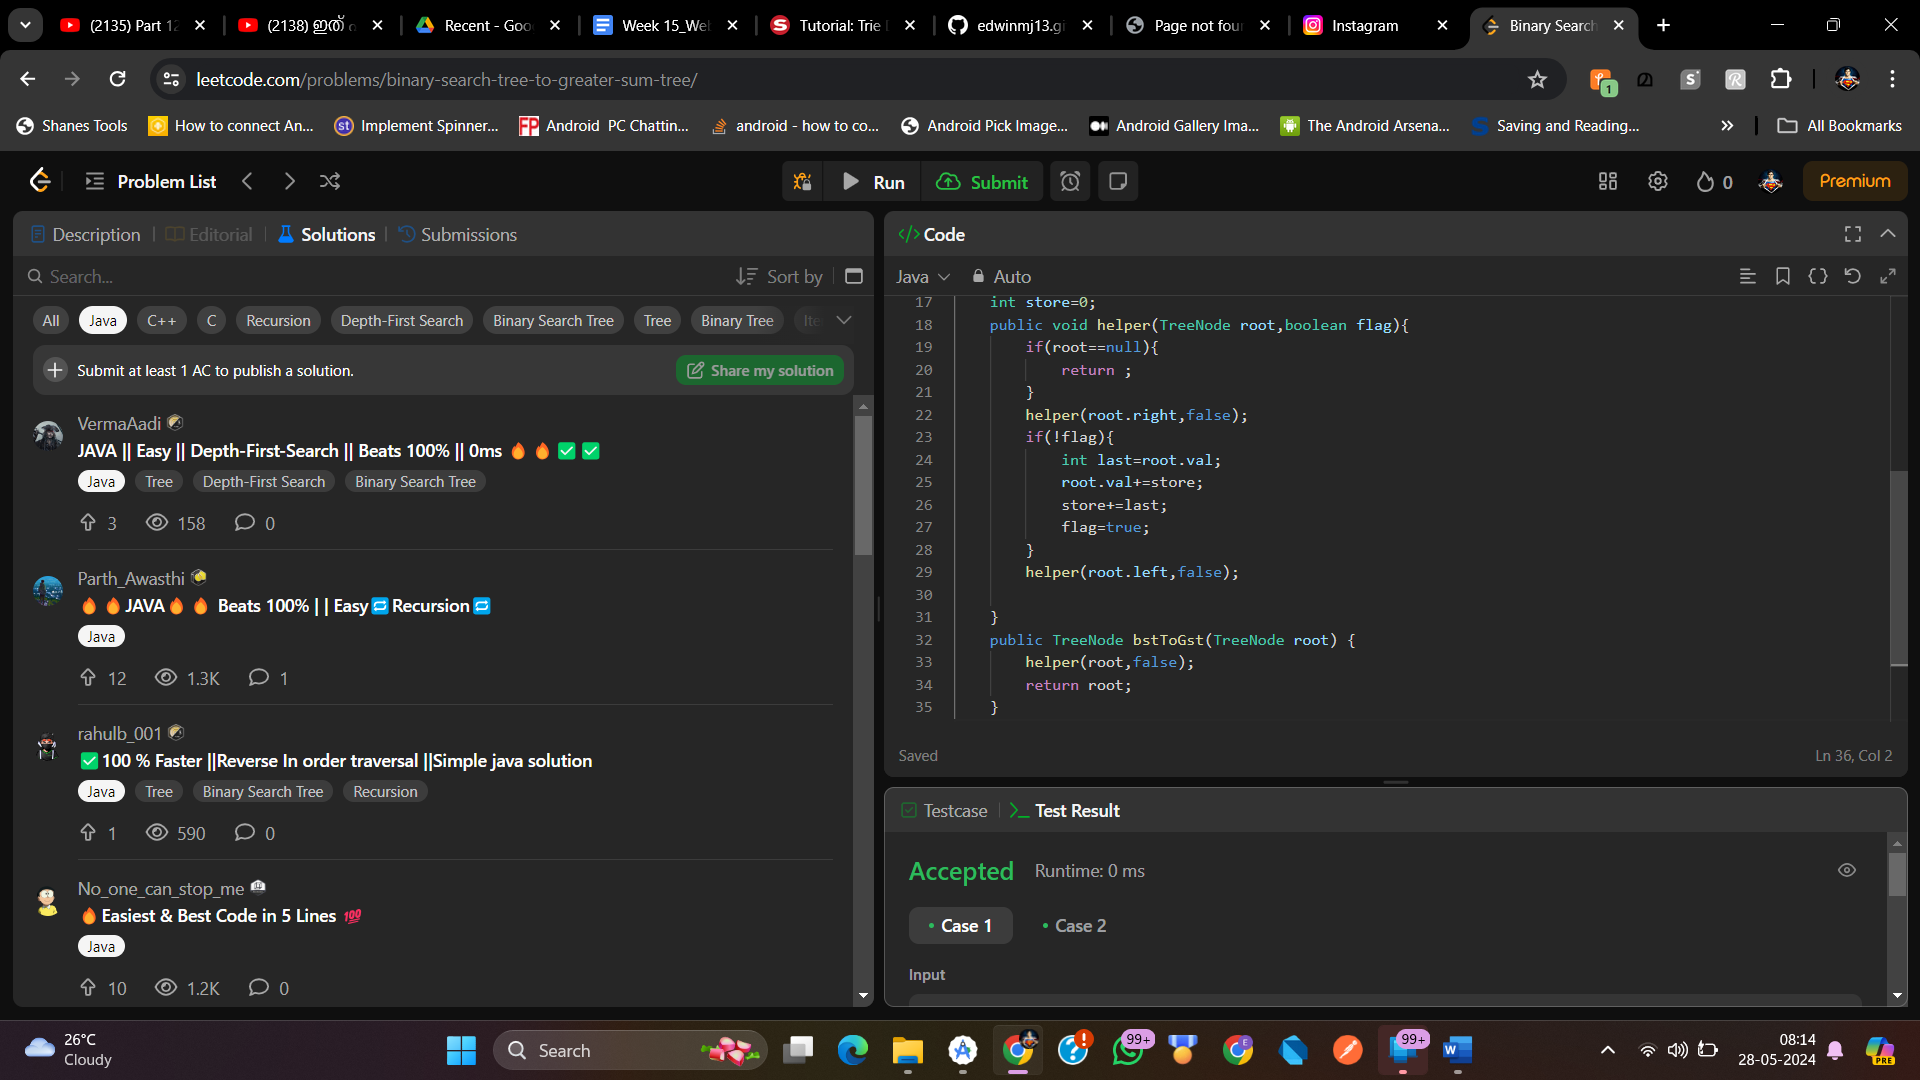 (2135) Part 12
(2138) ഇത്
Recent - Goo
Week 15_Wel
Tutorial: Trie
edwinmj13.gi
Page not four
Instagram
Binary Search
leetcode.com/problems/binary-search-tree-to-greater-sum-tree/
1
Shanes Tools
How to connect An...
Implement Spinner...
Android PC Chattin...
android - how to co...
Android Pick Image...
Android Gallery Ima...
The Android Arsena...
Saving and Reading...
All Bookmarks
Problem List
Run
Submit
0
Premium
Description
Editorial
Solutions
Submissions
Search...
Sort by
All
Java
C++
C
Recursion
Depth-First Search
Binary Search Tree
Tree
Binary Tree
Submit at least 1 AC to publish a solution.
Share my solution
VermaAadi
JAVA || Easy || Depth-First-Search || Beats 100% || 0ms 🔥 🔥 ✅ ✅
Java Tree Depth-First Search Binary Search Tree
3 158 0
Parth_Awasthi
🔥 🔥 JAVA 🔥 🔥 Beats 100% | | Easy 🔁 Recursion 🔁
Java
12 1.3K 1
rahulb_001
✅ 100 % Faster ||Reverse In order traversal ||Simple java solution
Java Tree Binary Search Tree Recursion
1 590 0
No_one_can_stop_me
🔥 Easiest & Best Code in 5 Lines 💯
Java
10 1.2K 0
</> Code
Java
Auto
17 int store=0;
18 public void helper(TreeNode root,boolean flag){
19 if(root==null){
20 return ;
21 }
22 helper(root.right,false);
23 if(!flag){
24 int last=root.val;
25 root.val+=store;
26 store+=last;
27 flag=true;
28 }
29 helper(root.left,false);
30
31 }
32 public TreeNode bstToGst(TreeNode root) {
33 helper(root,false);
34 return root;
35 }
Saved
Ln 36, Col 2
Testcase
Test Result
Accepted
Runtime: 0 ms
Case 1
Case 2
Input
26°C
Cloudy
Search
99+
99+
08:14
28-05-2024
PRE